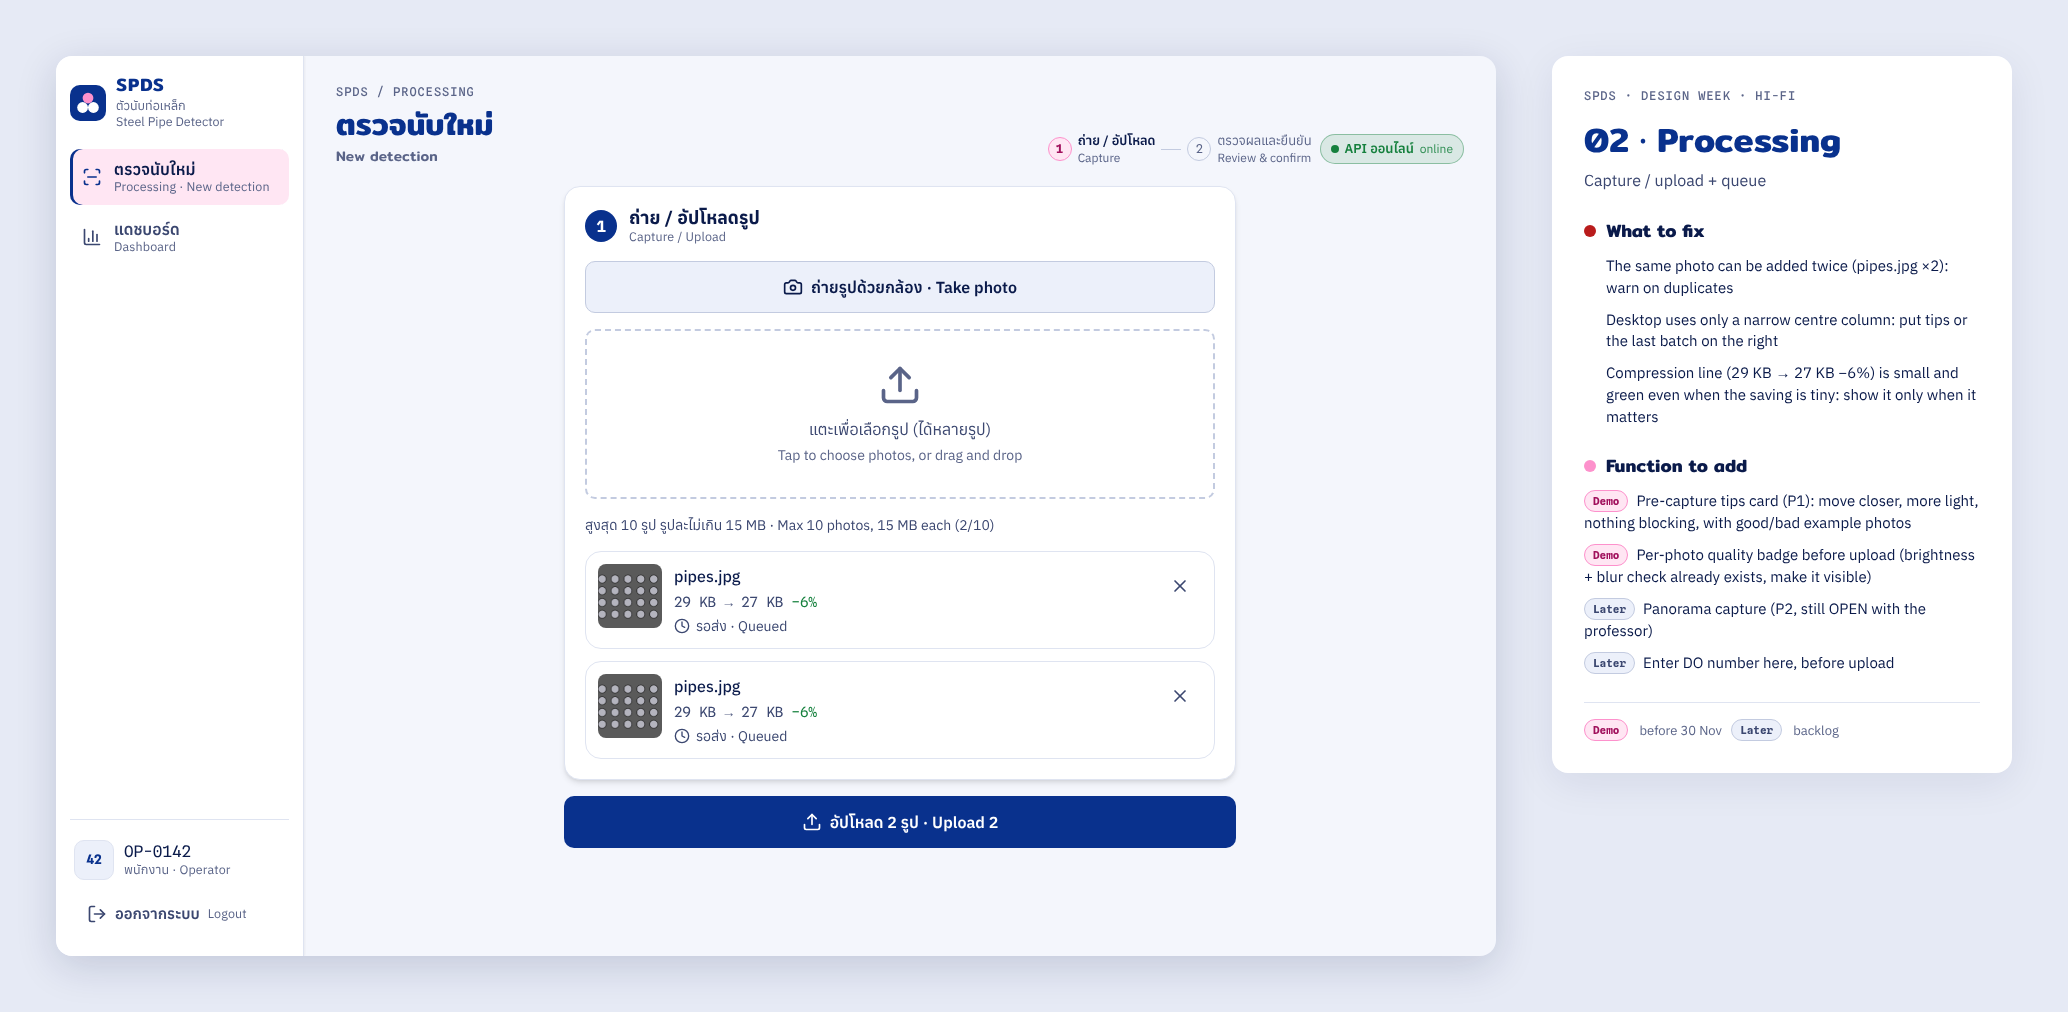 SPDS
ตัวนับท่อเหล็ก
Steel Pipe Detector
ตรวจนับใหม่
Processing · New detection
แดชบอร์ด
Dashboard
42
OP-0142
พนักงาน · Operator
ออกจากระบบ Logout
SPDS / PROCESSING
ตรวจนับใหม่
New detection
1 ถ่าย / อัปโหลด
Capture
2 ตรวจผลและยืนยัน
Review & confirm
API ออนไลน์ online
1 ถ่าย / อัปโหลดรูป
Capture / Upload
ถ่ายรูปด้วยกล้อง · Take photo
แตะเพื่อเลือกรูป (ได้หลายรูป)
Tap to choose photos, or drag and drop
สูงสุด 10 รูป รูปละไม่เกิน 15 MB · Max 10 photos, 15 MB each (2/10)
pipes.jpg
29 KB → 27 KB −6%
รอส่ง · Queued
pipes.jpg
29 KB → 27 KB −6%
รอส่ง · Queued
อัปโหลด 2 รูป · Upload 2
SPDS · DESIGN WEEK · HI-FI
02 · Processing
Capture / upload + queue
What to fix
The same photo can be added twice (pipes.jpg ×2):
warn on duplicates
Desktop uses only a narrow centre column: put tips or
the last batch on the right
Compression line (29 KB → 27 KB −6%) is small and
green even when the saving is tiny: show it only when it
matters
Function to add
Demo Pre-capture tips card (P1): move closer, more light,
nothing blocking, with good/bad example photos
Demo Per-photo quality badge before upload (brightness
+ blur check already exists, make it visible)
Later Panorama capture (P2, still OPEN with the
professor)
Later Enter DO number here, before upload
Demo before 30 Nov Later backlog